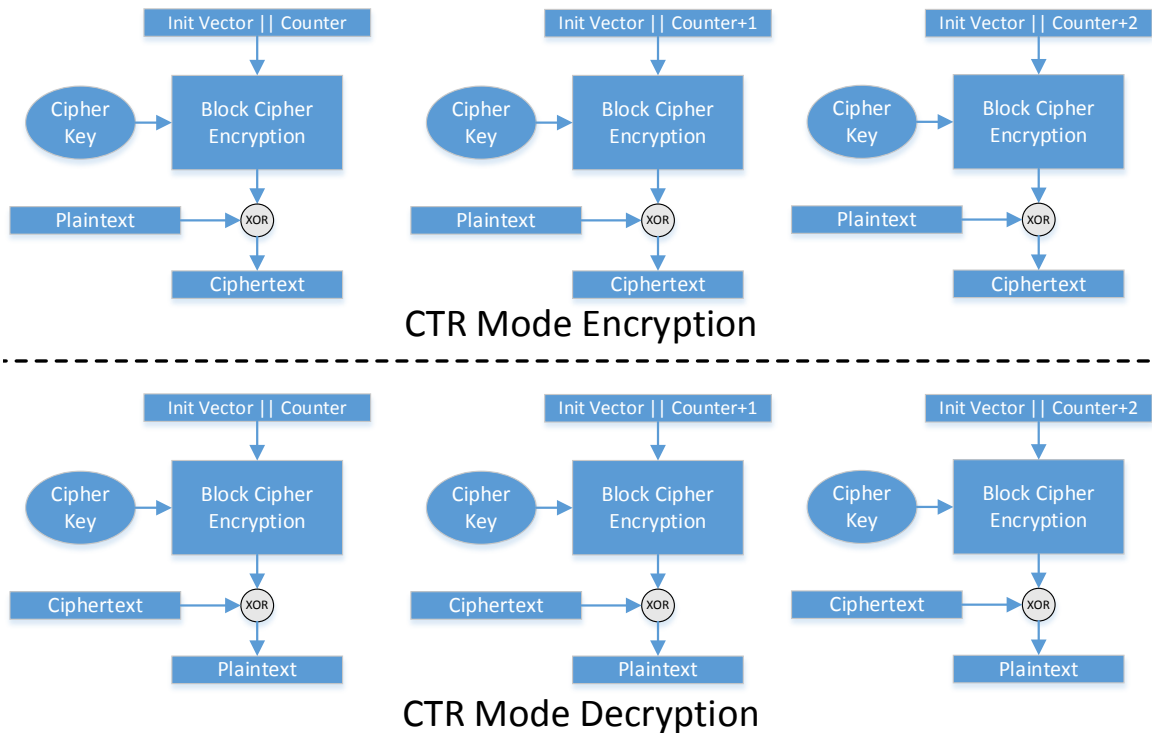 Init Vector || Counter
Init Vector || Counter+1
Init Vector || Counter+2
Cipher
Key
Block Cipher
Encryption
Cipher
Key
Block Cipher
Encryption
Cipher
Key
Block Cipher
Encryption
Plaintext
XOR
Plaintext
XOR
Plaintext
XOR
Ciphertext
Ciphertext
Ciphertext
CTR Mode Encryption
Init Vector || Counter
Init Vector || Counter+1
Init Vector || Counter+2
Cipher
Key
Block Cipher
Encryption
Cipher
Key
Block Cipher
Encryption
Cipher
Key
Block Cipher
Encryption
Ciphertext
XOR
Ciphertext
XOR
Ciphertext
XOR
Plaintext
Plaintext
Plaintext
CTR Mode Decryption